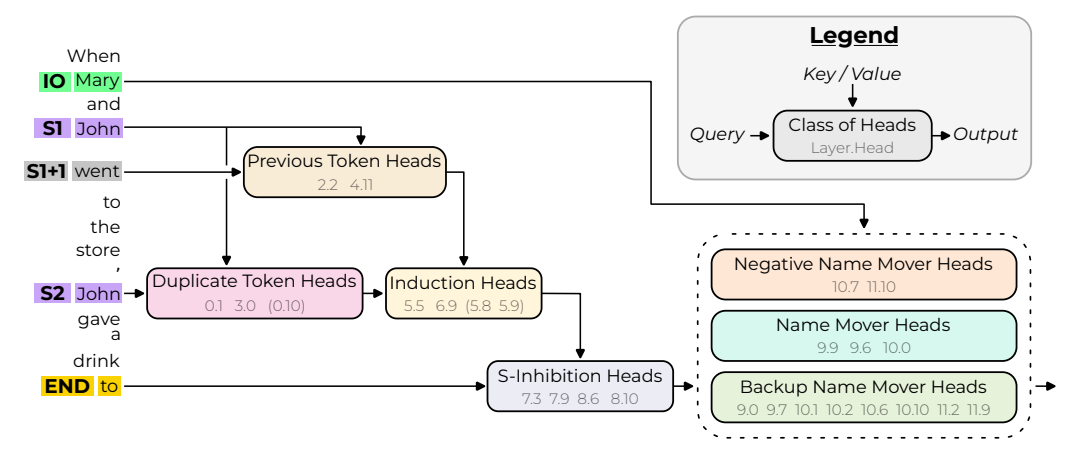 When
IO Mary
and
S1 John
S1+1 went
to
the
store
,
S2 John
gave
a
drink
END to
Previous Token Heads
2.2 4.11
Duplicate Token Heads
0.1 3.0 (0.10)
Induction Heads
5.5 6.9 (5.8 5.9)
S-Inhibition Heads
7.3 7.9 8.6 8.10
Legend
Key / Value
Query
Class of Heads
Layer.Head
Output
Negative Name Mover Heads
10.7 11.10
Name Mover Heads
9.9 9.6 10.0
Backup Name Mover Heads
9.0 9.7 10.1 10.2 10.6 10.10 11.2 11.9